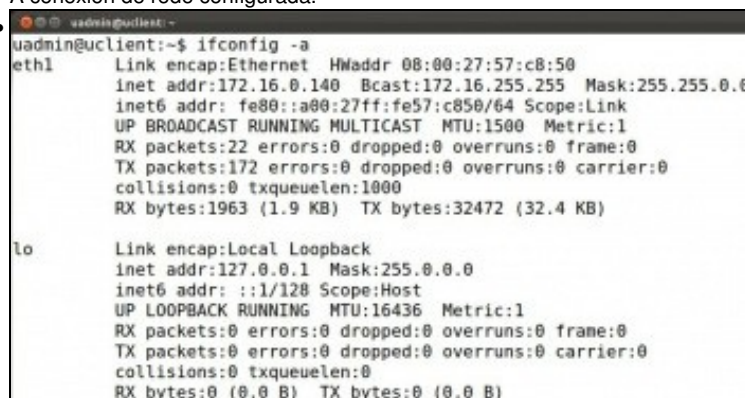 A conexión de rede configurada.
uadmin@uclient: ~
uadmin@uclient:~$ ifconfig -a
eth1 Link encap:Ethernet HWaddr 08:00:27:57:c8:50
inet addr:172.16.0.140 Bcast:172.16.255.255 Mask:255.255.0.0
inet6 addr: fe80::a00:27ff:fe57:c850/64 Scope:Link
UP BROADCAST RUNNING MULTICAST MTU:1500 Metric:1
RX packets:22 errors:0 dropped:0 overruns:0 frame:0
TX packets:172 errors:0 dropped:0 overruns:0 carrier:0
collisions:0 txqueuelen:1000
RX bytes:1963 (1.9 KB) TX bytes:32472 (32.4 KB)
lo Link encap:Local Loopback
inet addr:127.0.0.1 Mask:255.0.0.0
inet6 addr: ::1/128 Scope:Host
UP LOOPBACK RUNNING MTU:16436 Metric:1
RX packets:0 errors:0 dropped:0 overruns:0 frame:0
TX packets:0 errors:0 dropped:0 overruns:0 carrier:0
collisions:0 txqueuelen:0
RX bytes:0 (0.0 B) TX bytes:0 (0.0 B)